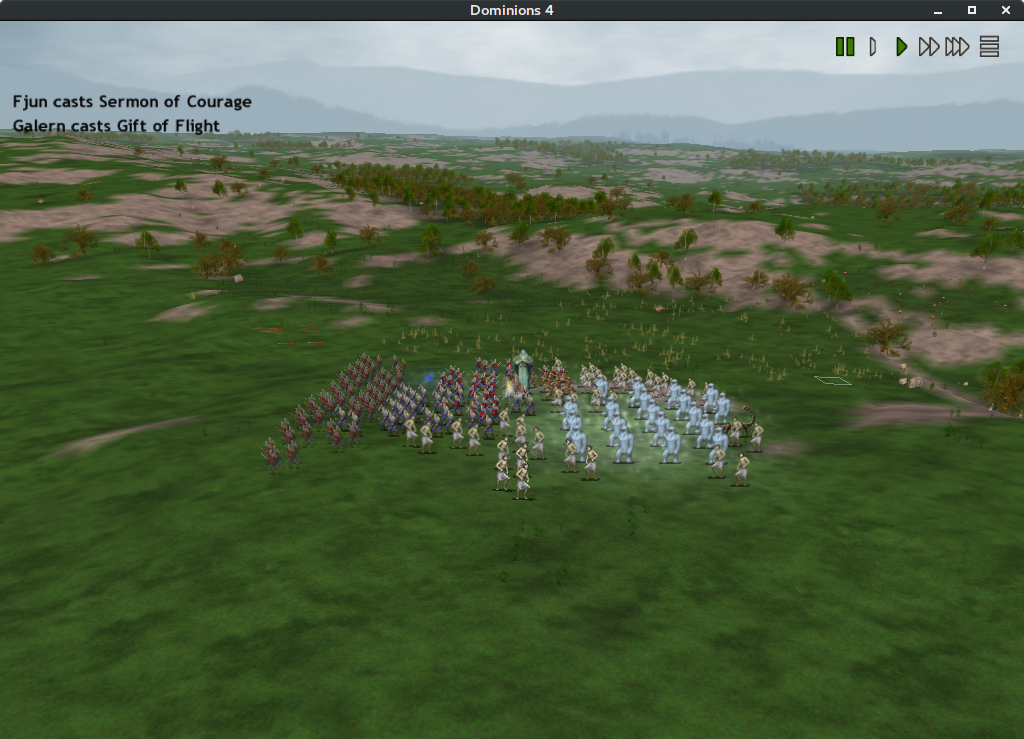 Dominions 4
Fjun casts Sermon of Courage
Galern casts Gift of Flight